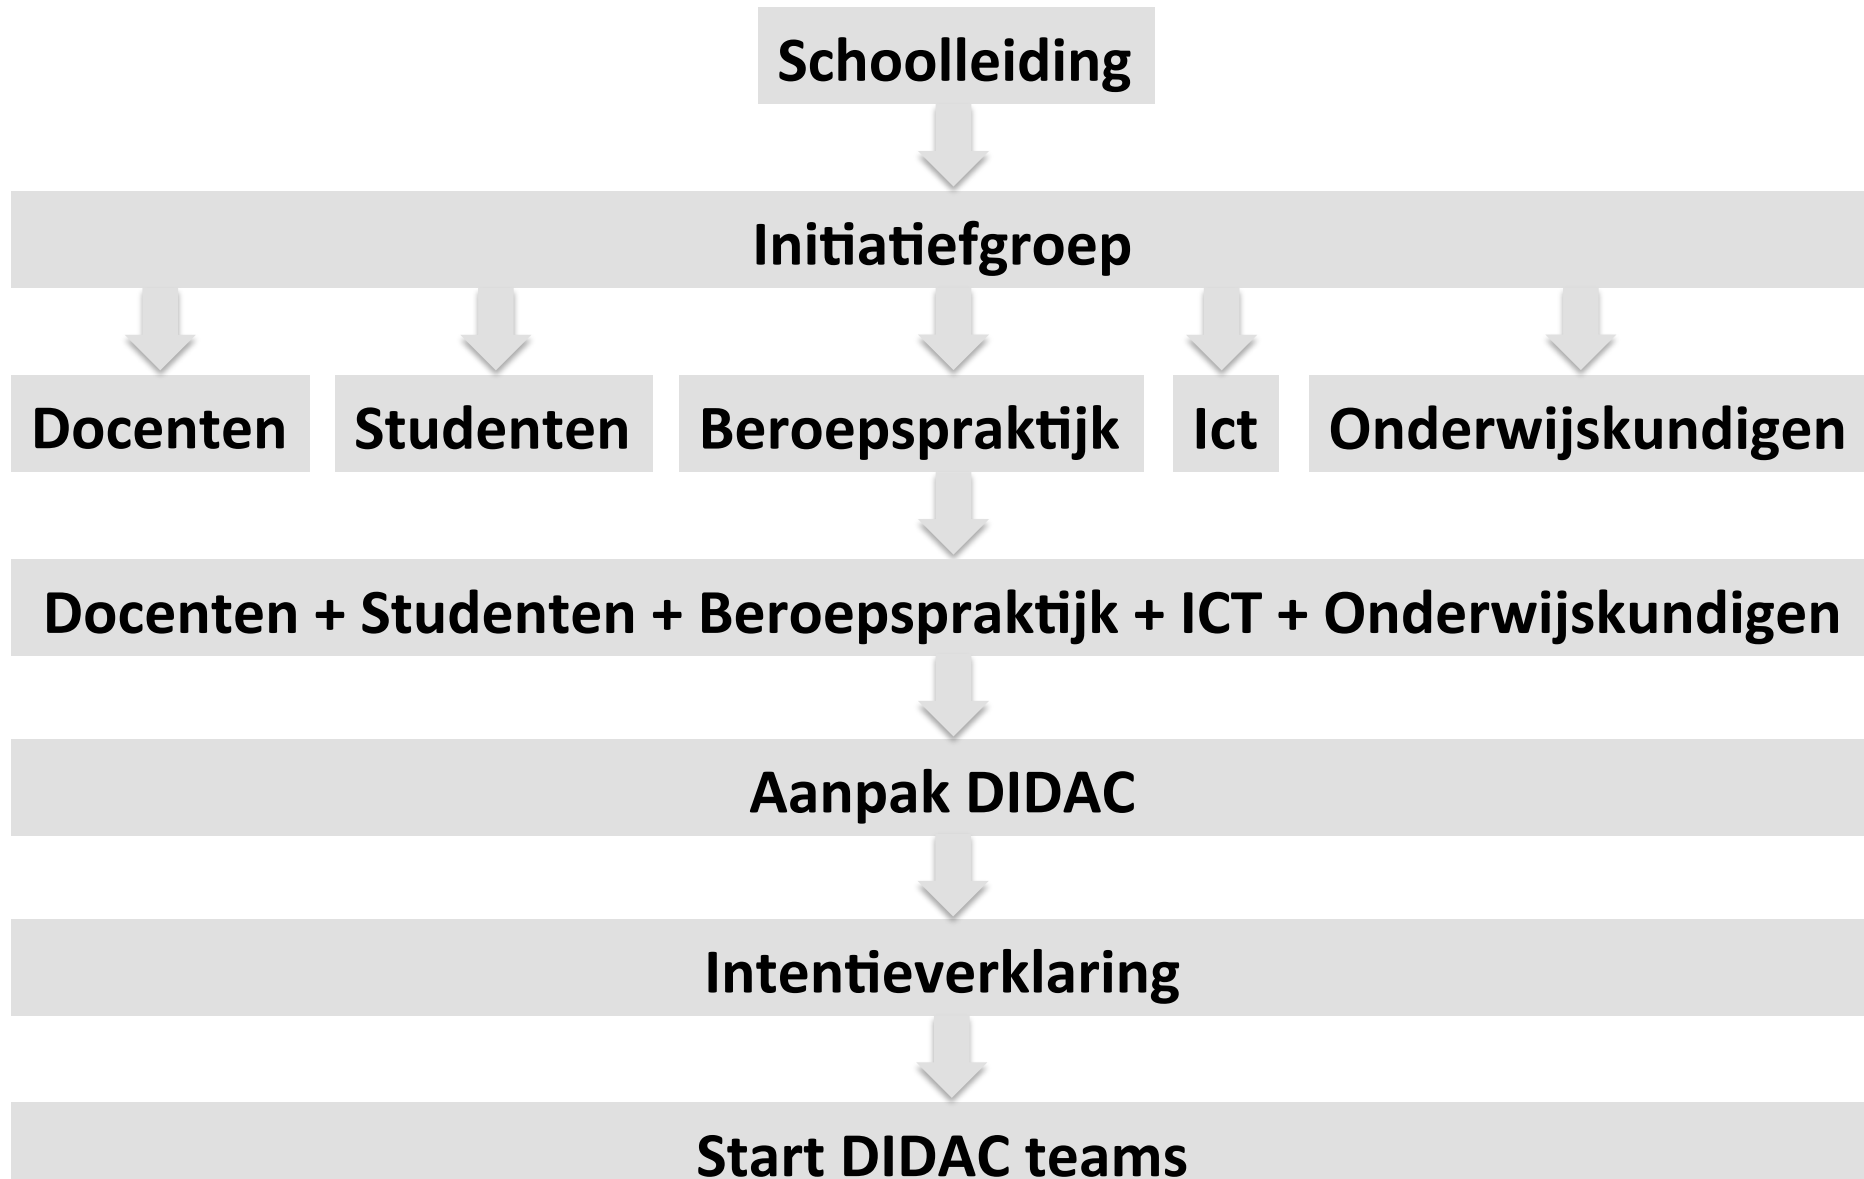 Schoolleiding
Initiatiefgroep
Docenten Studenten Beroepspraktijk Ict Onderwijskundigen
Docenten + Studenten + Beroepspraktijk + ICT + Onderwijskundigen
Aanpak DIDAC
Intentieverklaring
Start DIDAC teams